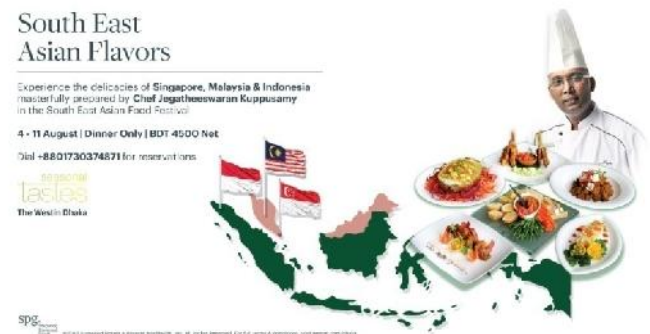 South East
Asian Flavors
Experience the delicacies of Singapore, Malaysia & Indonesia
masterfully prepared by Chef Jegatheeswaran Kuppusamy
in the South East Asian Food Festival
4 - 11 August | Dinner Only | BDT 4500 Net
Dial +8801730374871 for reservations
seasonal
tastes
The Westin Dhaka
spg.